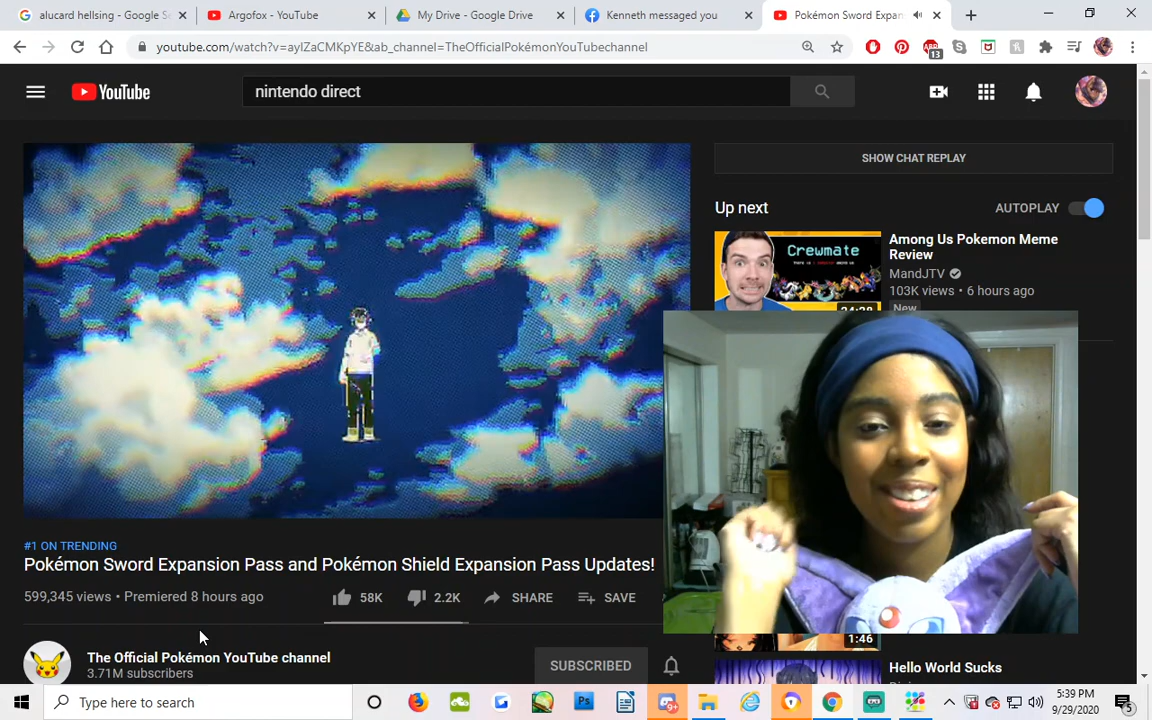 alucard hellsing - Google Se
Argofox - YouTube
My Drive - Google Drive
Kenneth messaged you
Pokémon Sword Expan
youtube.com/watch?v=ayIZaCMKpYE&ab_channel=TheOfficialPokémonYouTubechannel
13
YouTube
nintendo direct
SHOW CHAT REPLAY
Up next
AUTOPLAY
Crewmate
Among Us Pokemon Meme
Review
MandJTV
103K views • 6 hours ago
New
#1 ON TRENDING
Pokémon Sword Expansion Pass and Pokémon Shield Expansion Pass Updates!
599,345 views • Premiered 8 hours ago
58K
2.2K
SHARE
SAVE
1:46
The Official Pokémon YouTube channel
3.71M subscribers
SUBSCRIBED
Hello World Sucks
Type here to search
9+
5:39 PM
9/29/2020
5